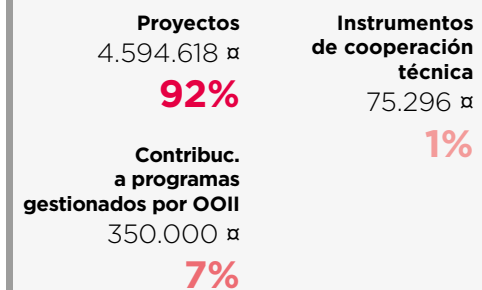 Proyectos
4.594.618 ¤
92%
Contribuc.
a programas
gestionados por OOII
350.000 ¤
7%
Instrumentos
de cooperación
técnica
75.296 ¤
1%